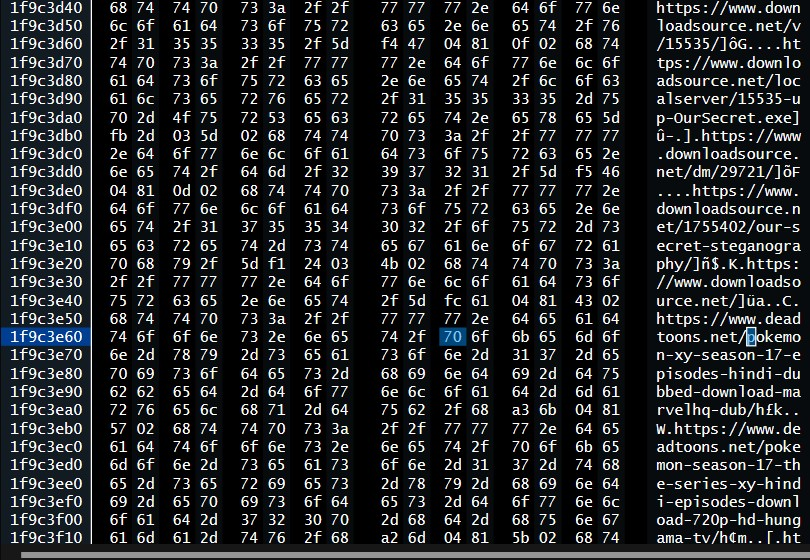 1f9c3d40 68 74 74 70 73 3a 2f 2f 77 77 77 2e 64 6f 77 6e https://www.down
1f9c3d50 6c 6f 61 64 73 6f 75 72 63 65 2e 6e 65 74 2f 76 loadsource.net/v
1f9c3d60 2f 31 35 35 33 35 2f 5d f4 47 04 81 0f 02 68 74 /15535/]ôG....ht
1f9c3d70 74 70 73 3a 2f 2f 77 77 77 2e 64 6f 77 6e 6c 6f tps://www.downlo
1f9c3d80 61 64 73 6f 75 72 63 65 2e 6e 65 74 2f 6c 6f 63 adsource.net/loc
1f9c3d90 61 6c 73 65 72 76 65 72 2f 31 35 35 33 35 2d 75 alserver/15535-u
1f9c3da0 70 2d 4f 75 72 53 65 63 72 65 74 2e 65 78 65 5d p-OurSecret.exe]
1f9c3db0 fb 2d 03 5d 02 68 74 74 70 73 3a 2f 2f 77 77 77 û-.].https://www
1f9c3dc0 2e 64 6f 77 6e 6c 6f 61 64 73 6f 75 72 63 65 2e .downloadsource.
1f9c3dd0 6e 65 74 2f 64 6d 2f 32 39 37 32 31 2f 5d f5 46 net/dm/29721/]õF
1f9c3de0 04 81 0d 02 68 74 74 70 73 3a 2f 2f 77 77 77 2e ....https://www.
1f9c3df0 64 6f 77 6e 6c 6f 61 64 73 6f 75 72 63 65 2e 6e downloadsource.n
1f9c3e00 65 74 2f 31 37 35 35 34 30 32 2f 6f 75 72 2d 73 et/1755402/our-s
1f9c3e10 65 63 72 65 74 2d 73 74 65 67 61 6e 6f 67 72 61 ecret-steganogra
1f9c3e20 70 68 79 2f 5d f1 24 03 4b 02 68 74 74 70 73 3a phy/]ñ$.K.https:
1f9c3e30 2f 2f 77 77 77 2e 64 6f 77 6e 6c 6f 61 64 73 6f //www.downloadso
1f9c3e40 75 72 63 65 2e 6e 65 74 2f 5d fc 61 04 81 43 02 urce.net/]üa..C.
1f9c3e50 68 74 74 70 73 3a 2f 2f 77 77 77 2e 64 65 61 64 https://www.dead
1f9c3e60 74 6f 6f 6e 73 2e 6e 65 74 2f 70 6f 6b 65 6d 6f toons.net/pokemo
1f9c3e70 6e 2d 78 79 2d 73 65 61 73 6f 6e 2d 31 37 2d 65 n-xy-season-17-e
1f9c3e80 70 69 73 6f 64 65 73 2d 68 69 6e 64 69 2d 64 75 pisodes-hindi-du
1f9c3e90 62 62 65 64 2d 64 6f 77 6e 6c 6f 61 64 2d 6d 61 bbed-download-ma
1f9c3ea0 72 76 65 6c 68 71 2d 64 75 62 2f 68 a3 6b 04 81 rvelhq-dub/h£k..
1f9c3eb0 57 02 68 74 74 70 73 3a 2f 2f 77 77 77 2e 64 65 W.https://www.de
1f9c3ec0 61 64 74 6f 6f 6e 73 2e 6e 65 74 2f 70 6f 6b 65 adtoons.net/poke
1f9c3ed0 6d 6f 6e 2d 73 65 61 73 6f 6e 2d 31 37 2d 74 68 mon-season-17-th
1f9c3ee0 65 2d 73 65 72 69 65 73 2d 78 79 2d 68 69 6e 64 e-series-xy-hind
1f9c3ef0 69 2d 65 70 69 73 6f 64 65 73 2d 64 6f 77 6e 6c i-episodes-downl
1f9c3f00 6f 61 64 2d 37 32 30 70 2d 68 64 2d 68 75 6e 67 oad-720p-hd-hung
1f9c3f10 61 6d 61 2d 74 76 2f 68 a2 6d 04 81 5b 02 68 74 ama-tv/h¢m..[.ht